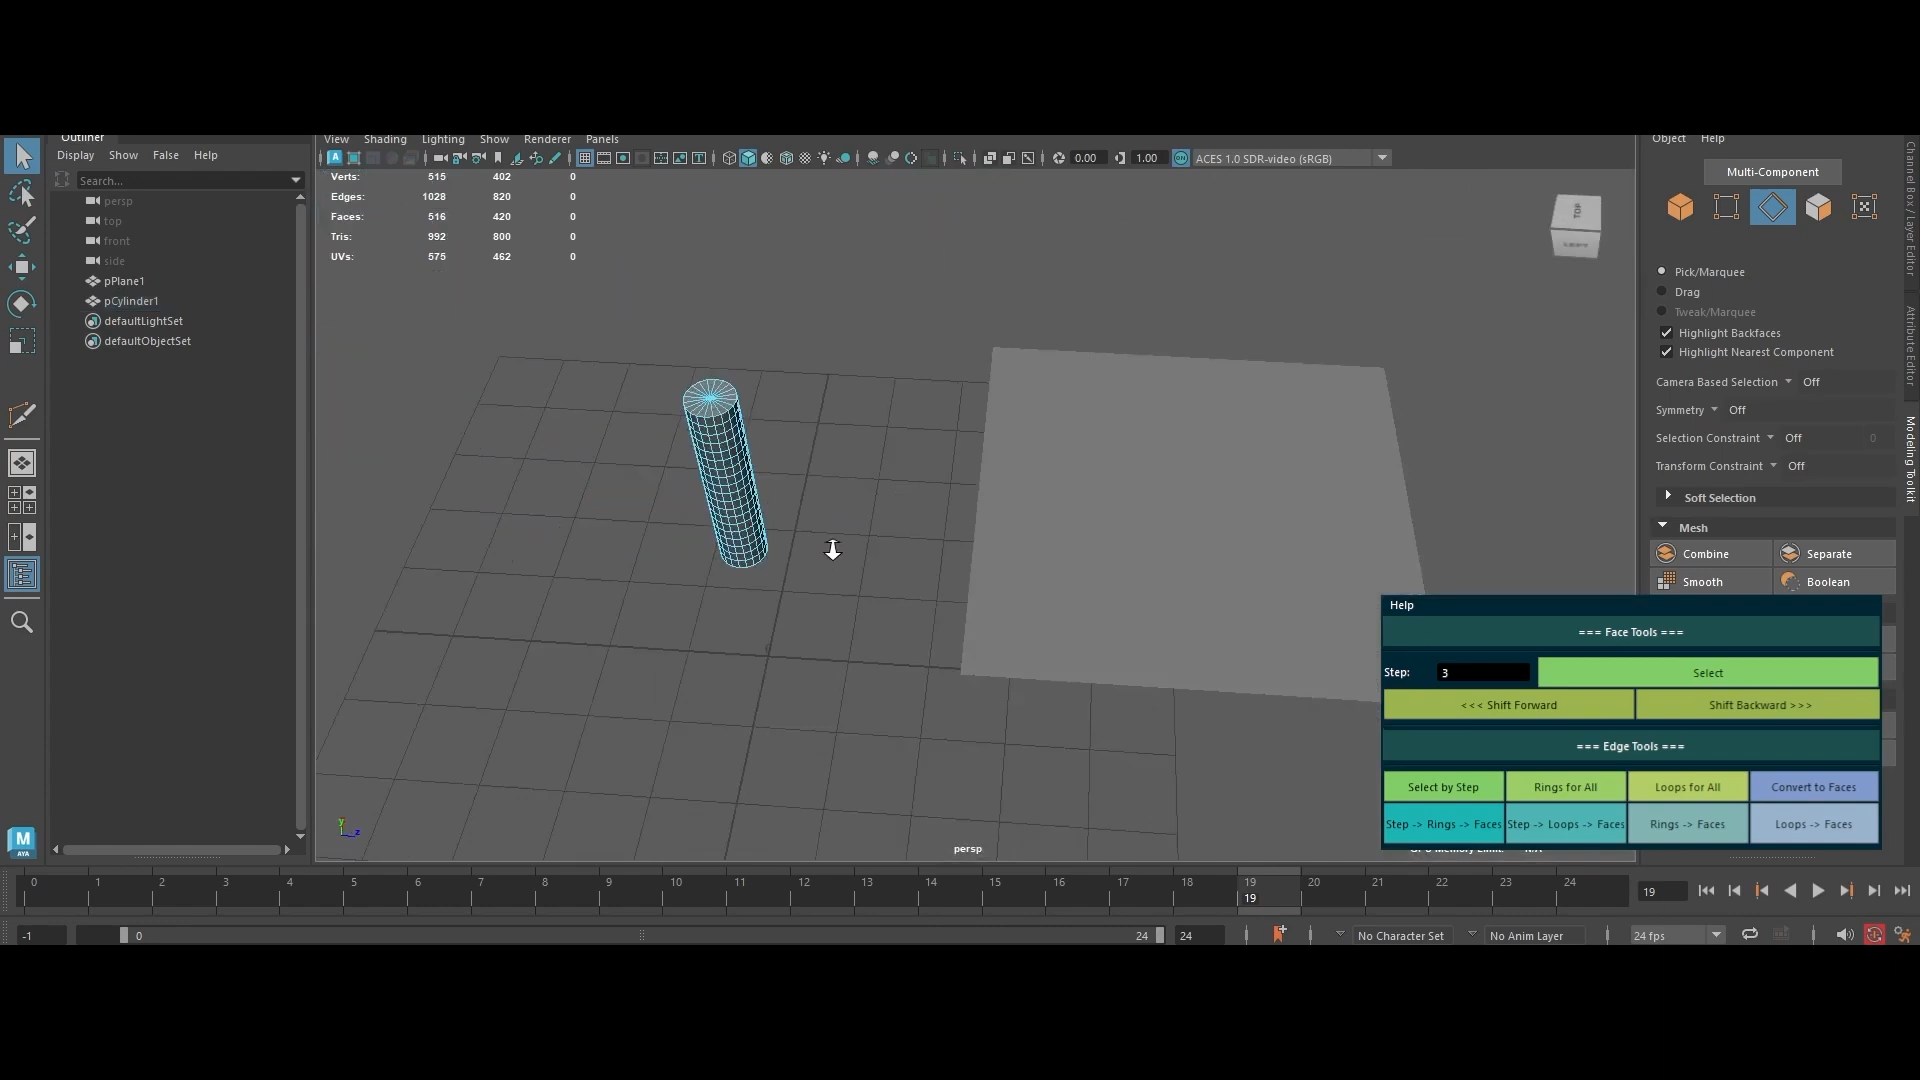 Outliner
View Shading Lighting Show Renderer Panels
Object Help
Display Show False Help
Search...
0.00 1.00 ACES 1.0 SDR-video (sRGB)
Multi-Component
persp
top
front
side
pPlane1
pCylinder1
defaultLightSet
defaultObjectSet
Verts: 515 402 0
Edges: 1028 820 0
Faces: 516 420 0
Tris: 992 800 0
UVs: 575 462 0
TOP
Pick/Marquee
Drag
Tweak/Marquee
Highlight Backfaces
Highlight Nearest Component
Camera Based Selection Off
Symmetry Off
Selection Constraint Off 0
Transform Constraint Off
Soft Selection
Mesh
Combine Separate
Smooth Boolean
Channel Box / Layer Editor
Attribute Editor
Modeling Toolkit
Help
=== Face Tools ===
Step: 3 Select
<<< Shift Forward Shift Backward >>>
=== Edge Tools ===
Select by Step Rings for All Loops for All Convert to Faces
Step -> Rings -> Faces Step -> Loops -> Faces Rings -> Faces Loops -> Faces
y
z
persp
M
AYA
0 1 2 3 4 5 6 7 8 9 10 11 12 13 14 15 16 17 18 19 20 21 22 23 24
19
19
-1 0 24 24 No Character Set No Anim Layer 24 fps